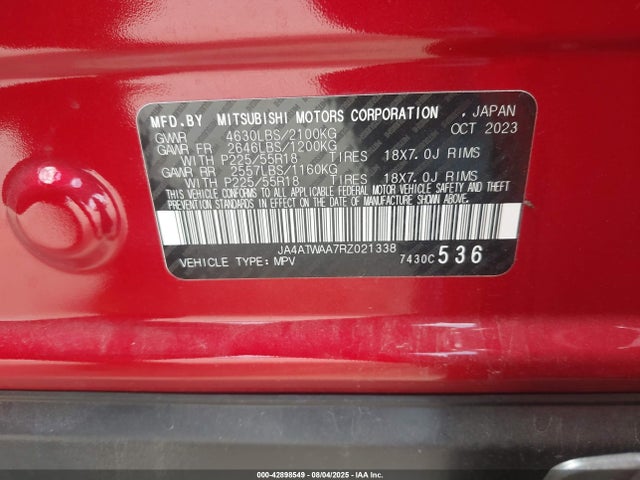 MFD.BY MITSUBISHI MOTORS CORPORATION , JAPAN
GVWR 4630LBS/2100KG OCT 2023
GAWR FR 2646LBS/1200KG
WITH P225/55R18 TIRES 18X7.0J RIMS
GAWR RR 2557LBS/1160KG
WITH P225/55R18 TIRES 18X7.0J RIMS
THIS VEHICLE CONFORMS TO ALL APPLICABLE FEDERAL MOTOR VEHICLE SAFETY AND THEFT
PREVENTION STANDARDS IN EFFECT ON THE DATE OF MANUFACTURE SHOWN ABOVE.
JA4ATWAA7RZ021338
VEHICLE TYPE: MPV 7430C 536
000-42898549 - 08/04/2025 - IAA Inc.